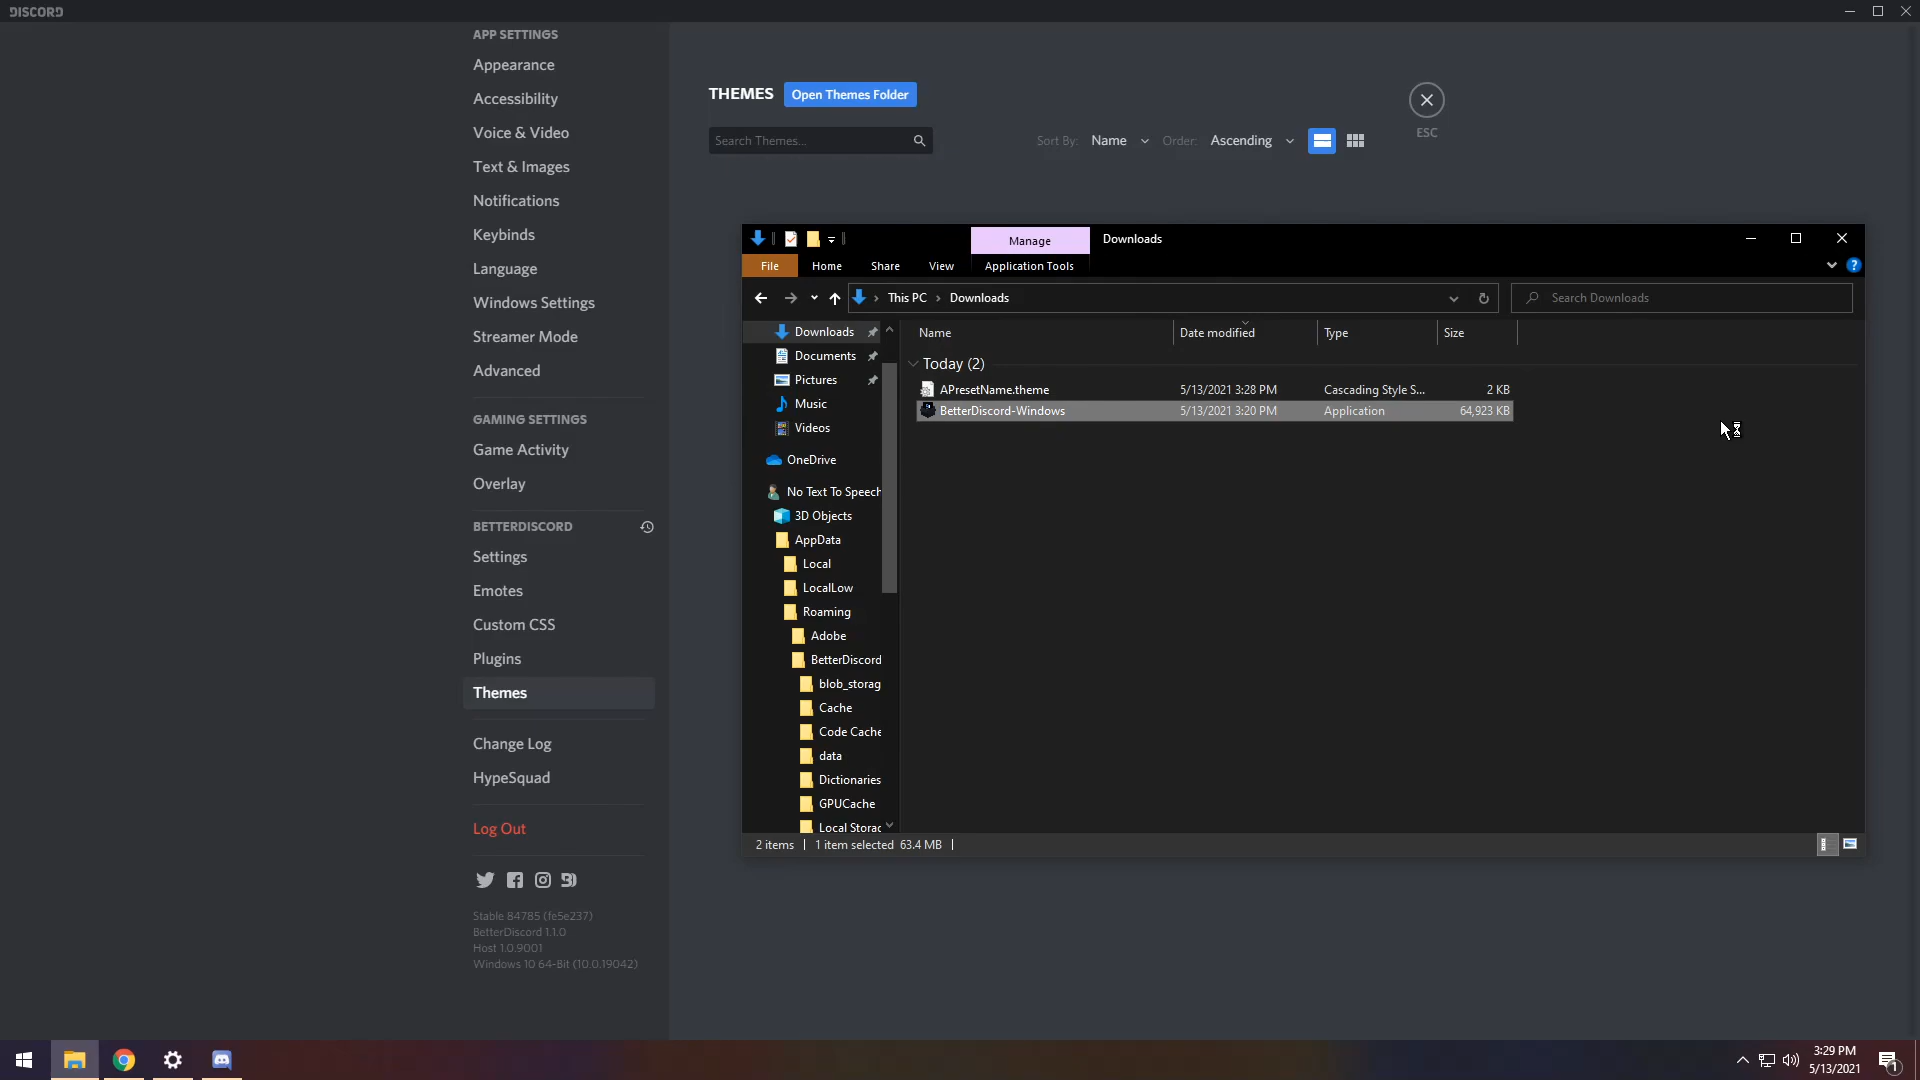 DISCORD
APP SETTINGS
Appearance
Accessibility
Voice & Video
Text & Images
Notifications
Keybinds
Language
Windows Settings
Streamer Mode
Advanced
GAMING SETTINGS
Game Activity
Overlay
BETTERDISCORD
Settings
Emotes
Custom CSS
Plugins
Themes
Change Log
HypeSquad
Log Out
Stable 84785 (fe5e237)
BetterDiscord 1.1.0
Host 1.0.9001
Windows 10 64-Bit (10.0.19042)
THEMES
Open Themes Folder
Search Themes...
Sort By:
Name
Order:
Ascending
ESC
Manage
Downloads
File
Home
Share
View
Application Tools
This PC
Downloads
Search Downloads
Downloads
Documents
Pictures
Music
Videos
OneDrive
No Text To Speech
3D Objects
AppData
Local
LocalLow
Roaming
Adobe
BetterDiscord
blob_storag
Cache
Code Cache
data
Dictionaries
GPUCache
Local Storag
Name Date modified Type Size
Today (2)
APresetName.theme 5/13/2021 3:28 PM Cascading Style S... 2 KB
BetterDiscord-Windows 5/13/2021 3:20 PM Application 64,923 KB
2 items 1 item selected 63.4 MB
3:29 PM
5/13/2021
1